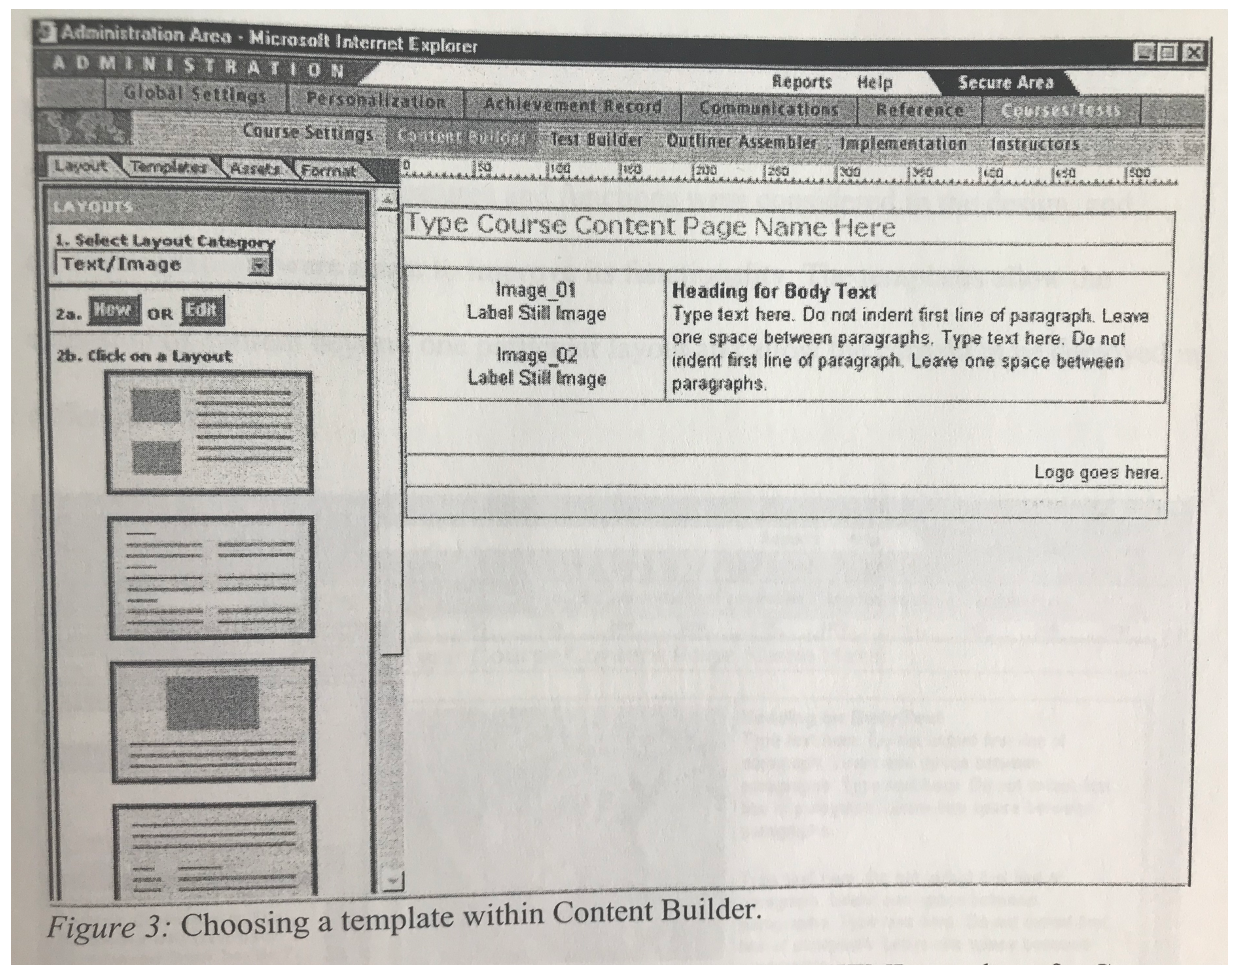 Administration Area - Microsoft Internet Explorer
ADMINISTRATION
Reports Help Secure Area
Global Settings Personalization Achievement Record Communications Reference Courses/Tests
Course Settings Content Builder Test Builder Outliner Assembler Implementation Instructors
Layout Templates Assets Format
0 50 100 150 200 250 300 350 400 450 500
LAYOUTS
1. Select Layout Category
Text/Image
2a. New OR Edit
2b. Click on a Layout
Type Course Content Page Name Here
Image_01
Label Still Image
Image_02
Label Still Image
Heading for Body Text
Type text here. Do not indent first line of paragraph. Leave
one space between paragraphs. Type text here. Do not
indent first line of paragraph. Leave one space between
paragraphs.
Logo goes here.
Figure 3: Choosing a template within Content Builder.